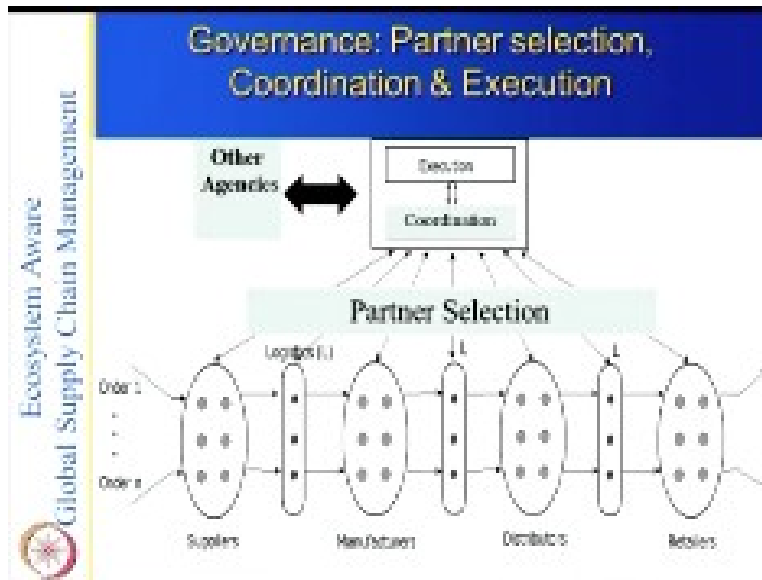 Governance: Partner selection,
Coordination & Execution
Ecosystem Aware
Global Supply Chain Management
Other
Agencies
Execution
Coordination
Partner Selection
Logistics (L)
L
L
Order 1
Order n
Suppliers
Manufacturers
Distributors
Retailers